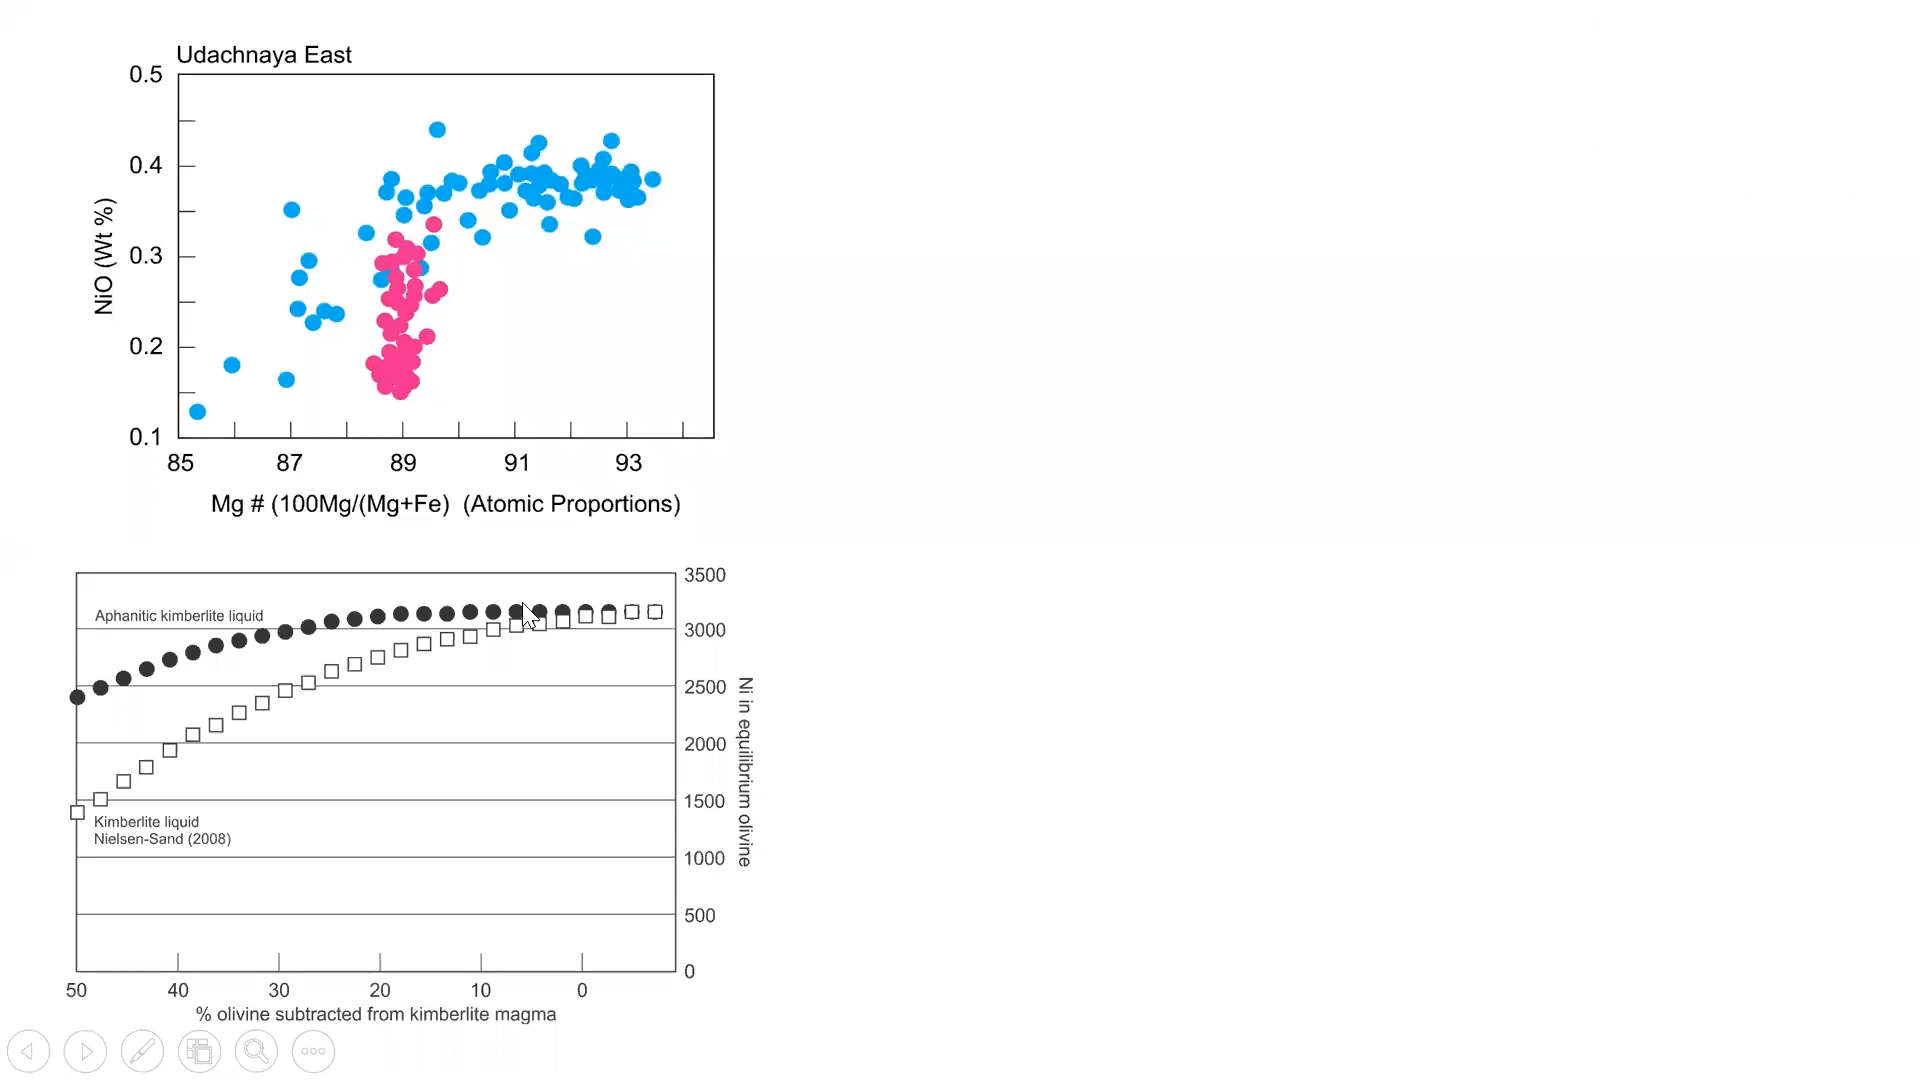 Udachnaya East
0.5
0.4
0.3
0.2
0.1
NiO (Wt %)
85 87 89 91 93
Mg # (100Mg/(Mg+Fe) (Atomic Proportions)
Aphanitic kimberlite liquid
Kimberlite liquid
Nielsen-Sand (2008)
3500
3000
2500
2000
1500
1000
500
0
Ni in equilibrium olivine
50 40 30 20 10 0
% olivine subtracted from kimberlite magma